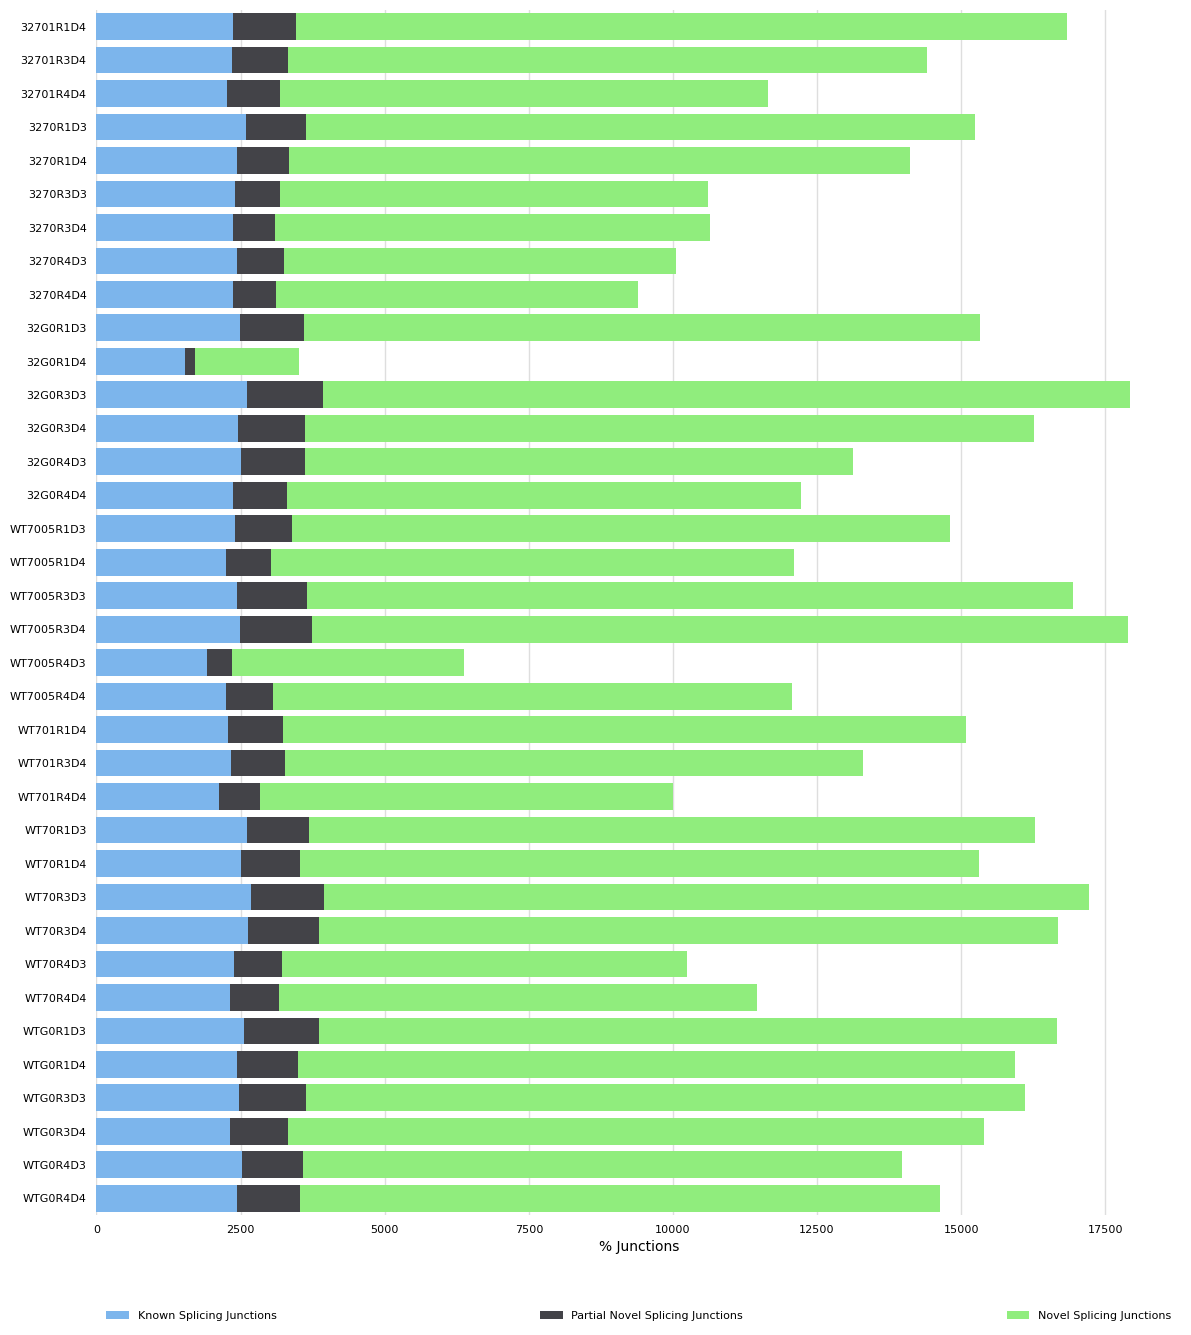 32701R1D4
32701R3D4
32701R4D4
3270R1D3
3270R1D4
3270R3D3
3270R3D4
3270R4D3
3270R4D4
32G0R1D3
32G0R1D4
32G0R3D3
32G0R3D4
32G0R4D3
32G0R4D4
WT7005R1D3
WT7005R1D4
WT7005R3D3
WT7005R3D4
WT7005R4D3
WT7005R4D4
WT701R1D4
WT701R3D4
WT701R4D4
WT70R1D3
WT70R1D4
WT70R3D3
WT70R3D4
WT70R4D3
WT70R4D4
WTG0R1D3
WTG0R1D4
WTG0R3D3
WTG0R3D4
WTG0R4D3
WTG0R4D4
0 2500 5000 7500 10000 12500 15000 17500
% Junctions
Known Splicing Junctions Partial Novel Splicing Junctions Novel Splicing Junctions